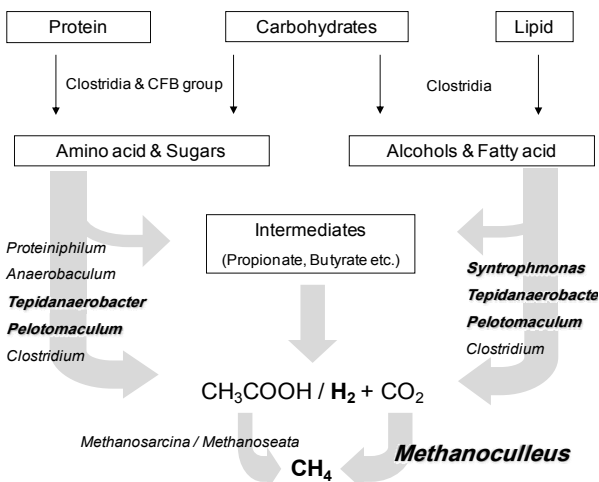 Protein
Carbohydrates
Lipid
Clostridia & CFB group
Clostridia
Amino acid & Sugars
Alcohols & Fatty acid
Intermediates
(Propionate, Butyrate etc.)
Proteiniphilum
Anaerobaculum
Tepidanaerobacter
Pelotomaculum
Clostridium
Syntrophmonas
Tepidanaerobacte
Pelotomaculum
Clostridium
CH₃COOH / H₂ + CO₂
Methanosarcina / Methanoseata
Methanoculleus
CH₄